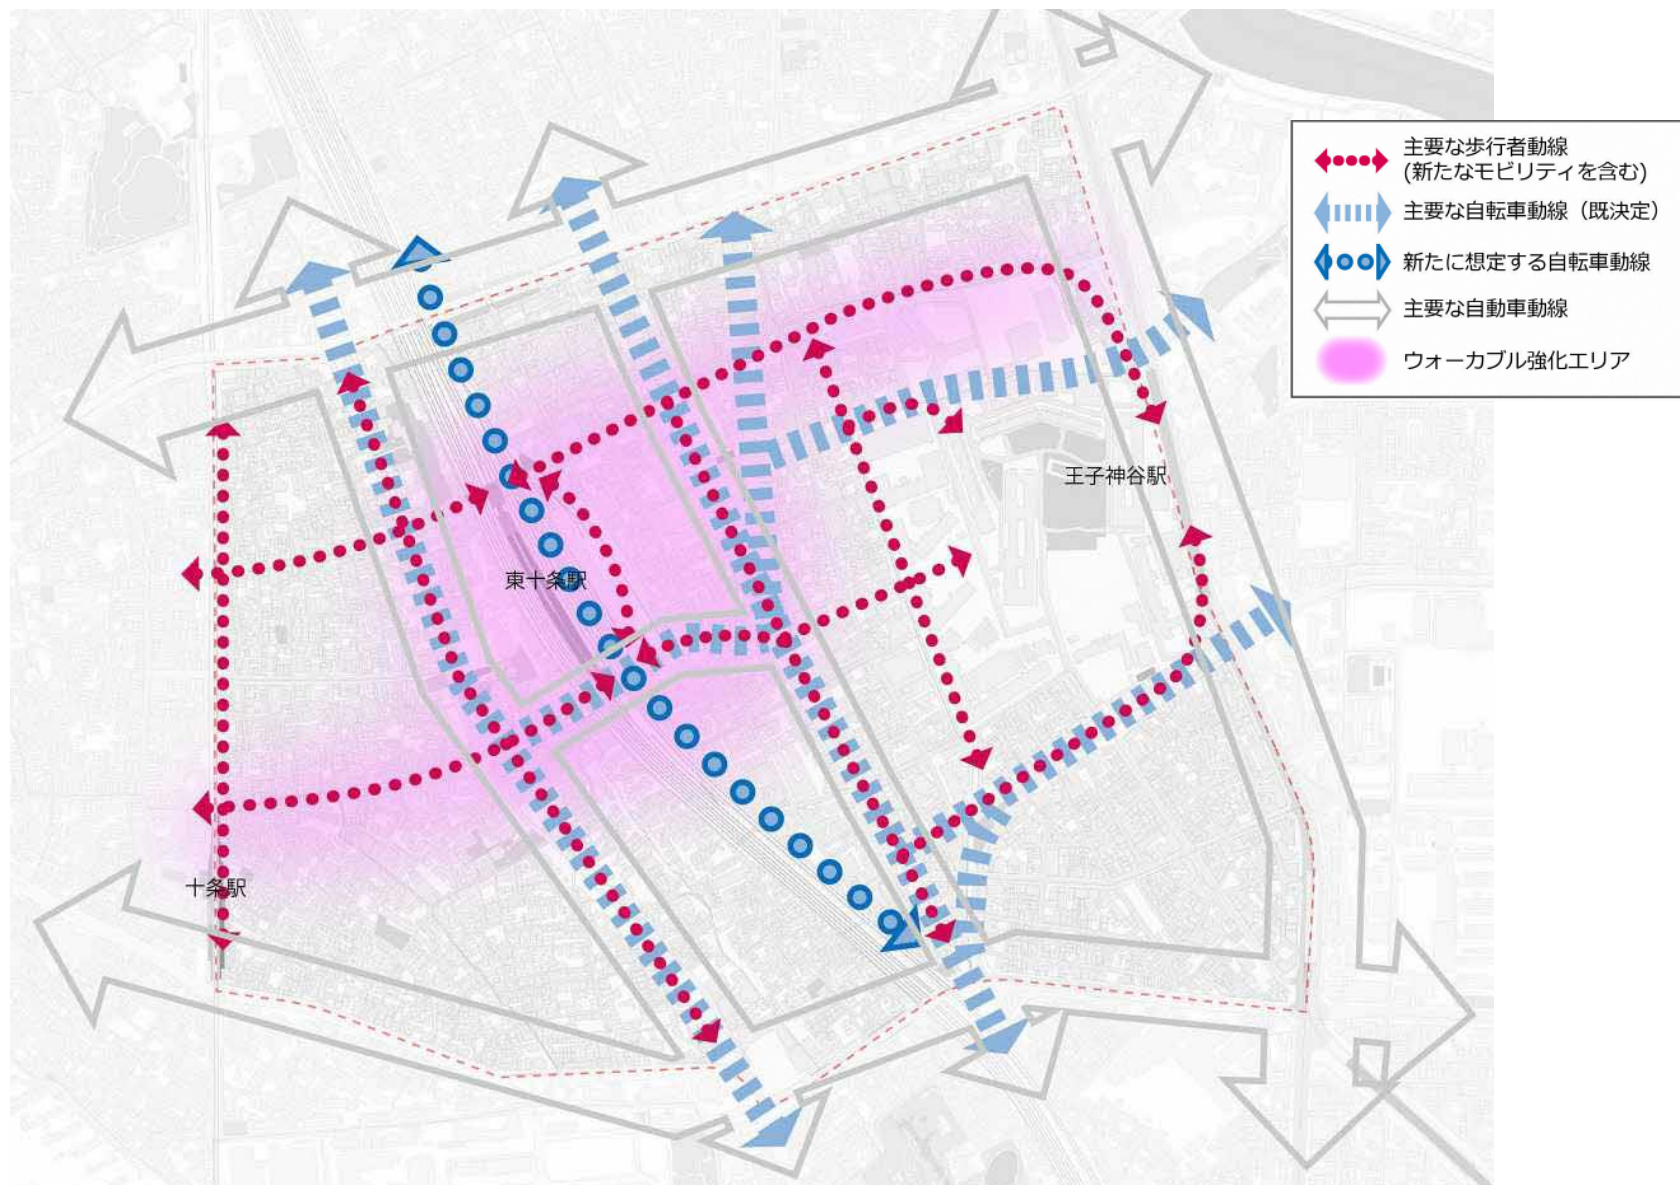 主要な歩行者動線
(新たなモビリティを含む)
主要な自転車動線（既決定）
新たに想定する自転車動線
主要な自動車動線
ウォーカブル強化エリア
王子神谷駅
東十条駅
十条駅